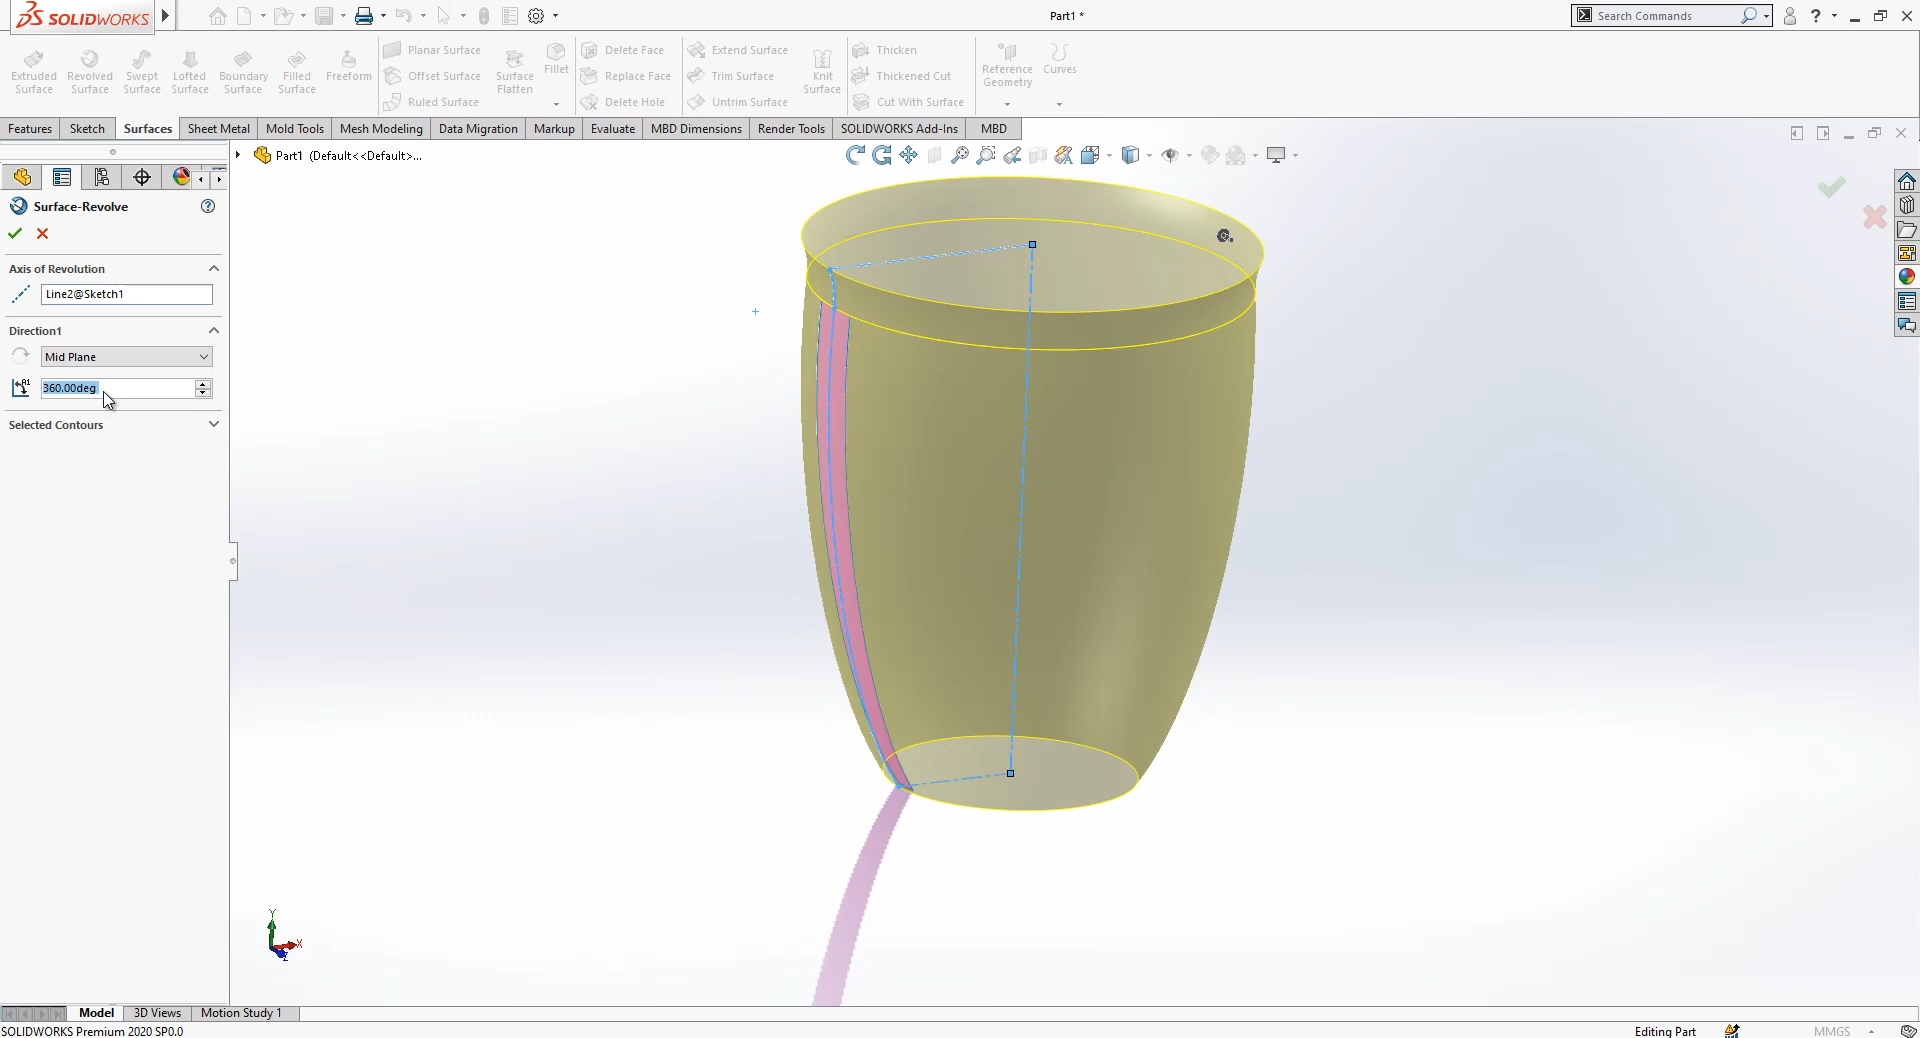 SOLIDWORKS
Part1 *
Search Commands
Extruded Surface
Revolved Surface
Swept Surface
Lofted Surface
Boundary Surface
Filled Surface
Freeform
Planar Surface
Offset Surface
Ruled Surface
Surface Flatten
Fillet
Delete Face
Replace Face
Delete Hole
Extend Surface
Trim Surface
Untrim Surface
Knit Surface
Thicken
Thickened Cut
Cut With Surface
Reference Geometry
Curves
Features Sketch Surfaces Sheet Metal Mold Tools Mesh Modeling Data Migration Markup Evaluate MBD Dimensions Render Tools SOLIDWORKS Add-Ins MBD
Part1 (Default<<Default>...
Surface-Revolve
Axis of Revolution
Line2@Sketch1
Direction1
Mid Plane
360.00deg
Selected Contours
Y
X
Z
Model 3D Views Motion Study 1
SOLIDWORKS Premium 2020 SP0.0
Editing Part
MMGS